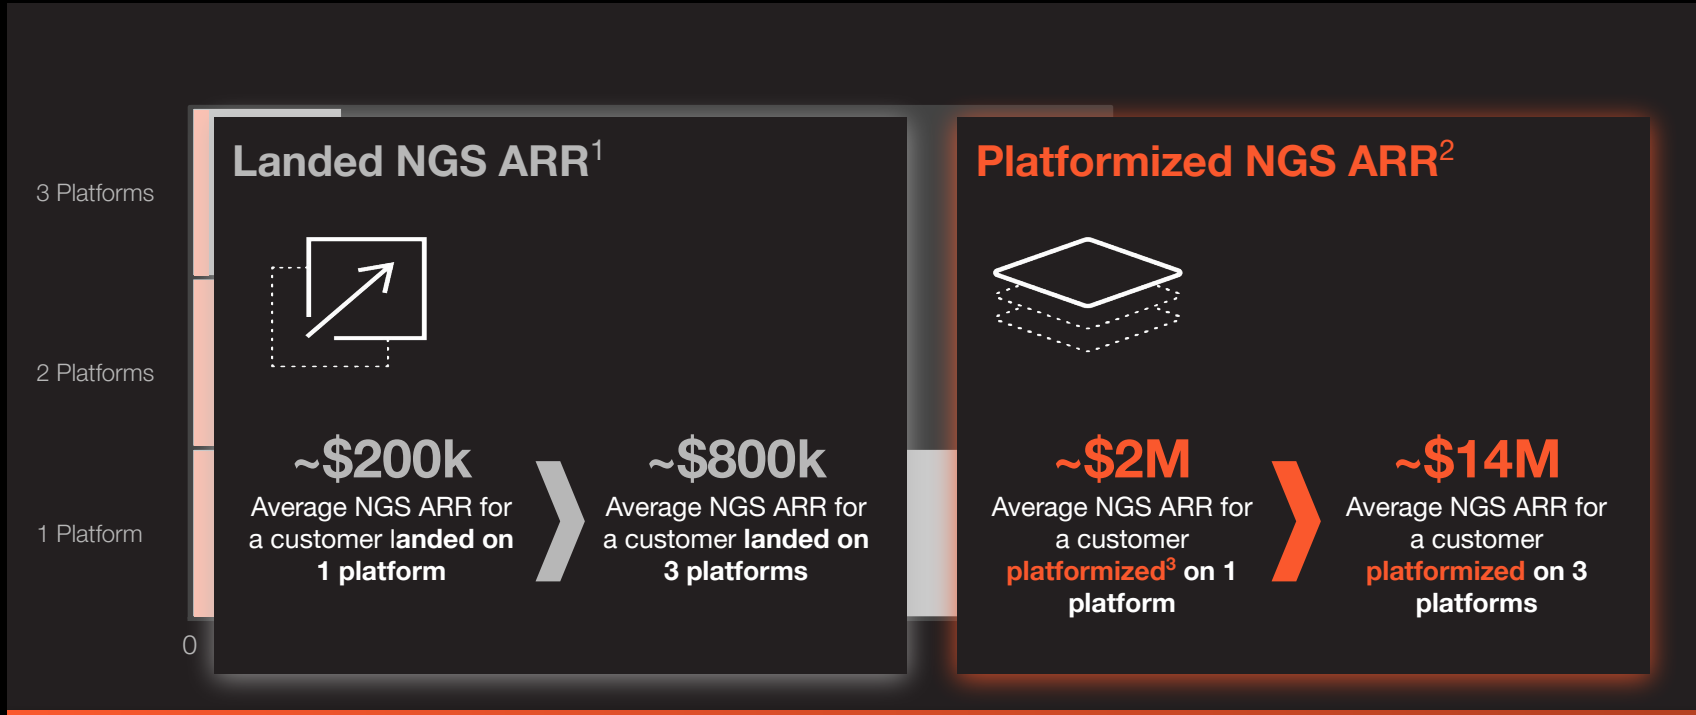 3 Platforms
2 Platforms
1 Platform
0
Landed NGS ARR1
~$200k
Average NGS ARR for
a customer landed on
1 platform
~$800k
Average NGS ARR for
a customer landed on
3 platforms
Platformized NGS ARR2
~$2M
Average NGS ARR for
a customer
platformized3 on 1
platform
~$14M
Average NGS ARR for
a customer
platformized on 3
platforms